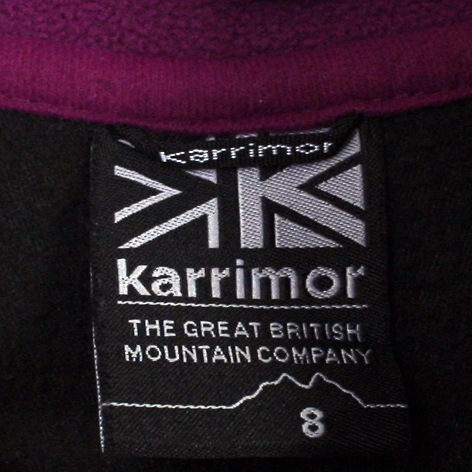 karrimor
karrimor
THE GREAT BRITISH
MOUNTAIN COMPANY
8